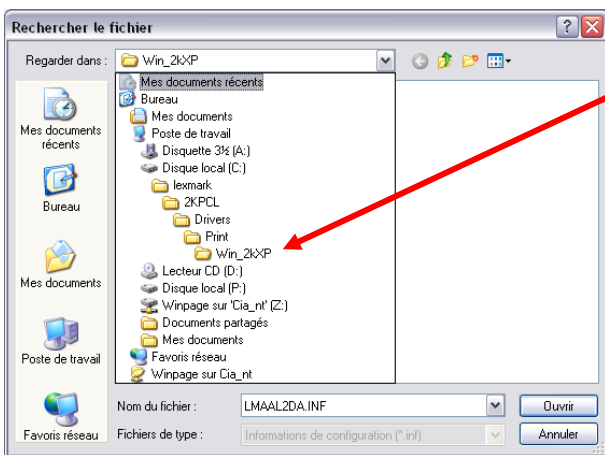 Rechercher le fichier
Regarder dans :
Win_2kXP
Mes documents récents
Bureau
Mes documents
Poste de travail
Disquette 3½ (A:)
Disque local (C:)
lexmark
2KPCL
Drivers
Print
Win_2kXP
Lecteur CD (D:)
Disque local (P:)
Winpage sur 'Cia_nt' (Z:)
Documents partagés
Mes documents
Favoris réseau
Winpage sur Cia_nt
Mes documents
récents
Bureau
Mes documents
Poste de travail
Favoris réseau
Nom du fichier :
LMAAL2DA.INF
Ouvrir
Fichiers de type :
Informations de configuration (*.inf)
Annuler